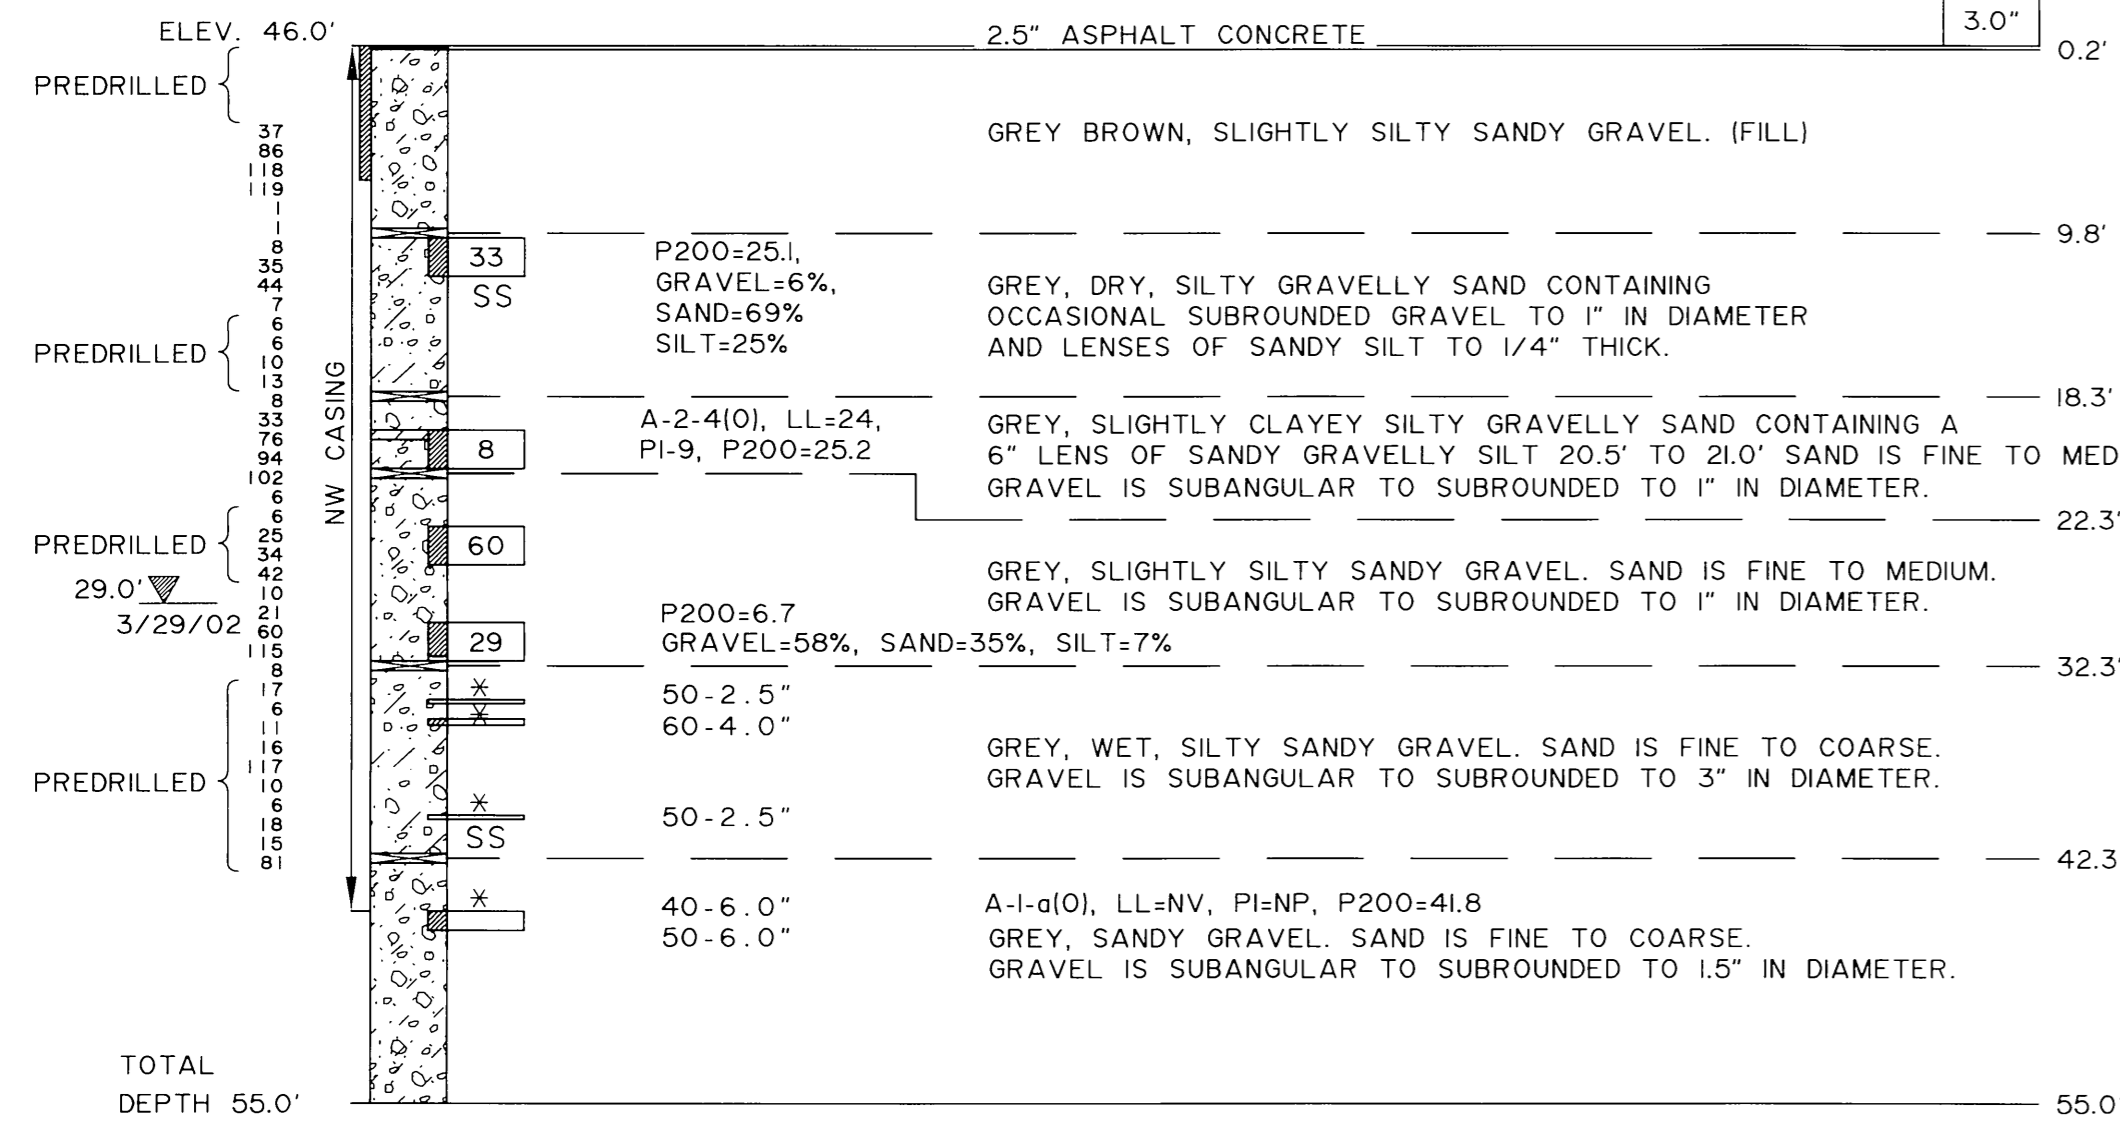 3.0"
ELEV. 46.0'
2.5" ASPHALT CONCRETE
0.2'
PREDRILLED
37
86
118
119
1
1
8
35
44
7
6
6
10
13
8
33
76
94
102
6
6
25
34
42
10
21
60
115
8
17
6
11
16
117
10
6
18
15
81
GREY BROWN, SLIGHTLY SILTY SANDY GRAVEL. (FILL)
9.8'
33
SS
P200=25.1,
GRAVEL=6%,
SAND=69%
SILT=25%
GREY, DRY, SILTY GRAVELLY SAND CONTAINING
OCCASIONAL SUBROUNDED GRAVEL TO 1" IN DIAMETER
AND LENSES OF SANDY SILT TO 1/4" THICK.
PREDRILLED
NW CASING
18.3'
8
A-2-4(0), LL=24,
PI-9, P200=25.2
GREY, SLIGHTLY CLAYEY SILTY GRAVELLY SAND CONTAINING A
6" LENS OF SANDY GRAVELLY SILT 20.5' TO 21.0' SAND IS FINE TO MED
GRAVEL IS SUBANGULAR TO SUBROUNDED TO 1" IN DIAMETER.
22.3'
PREDRILLED
60
29.0'
3/29/02
GREY, SLIGHTLY SILTY SANDY GRAVEL. SAND IS FINE TO MEDIUM.
GRAVEL IS SUBANGULAR TO SUBROUNDED TO 1" IN DIAMETER.
29
P200=6.7
GRAVEL=58%, SAND=35%, SILT=7%
32.3'
*
50-2.5"
*
60-4.0"
GREY, WET, SILTY SANDY GRAVEL. SAND IS FINE TO COARSE.
GRAVEL IS SUBANGULAR TO SUBROUNDED TO 3" IN DIAMETER.
PREDRILLED
*
50-2.5"
SS
42.3
*
40-6.0"
50-6.0"
A-1-a(0), LL=NV, PI=NP, P200=41.8
GREY, SANDY GRAVEL. SAND IS FINE TO COARSE.
GRAVEL IS SUBANGULAR TO SUBROUNDED TO 1.5" IN DIAMETER.
TOTAL
DEPTH 55.0'
55.0'